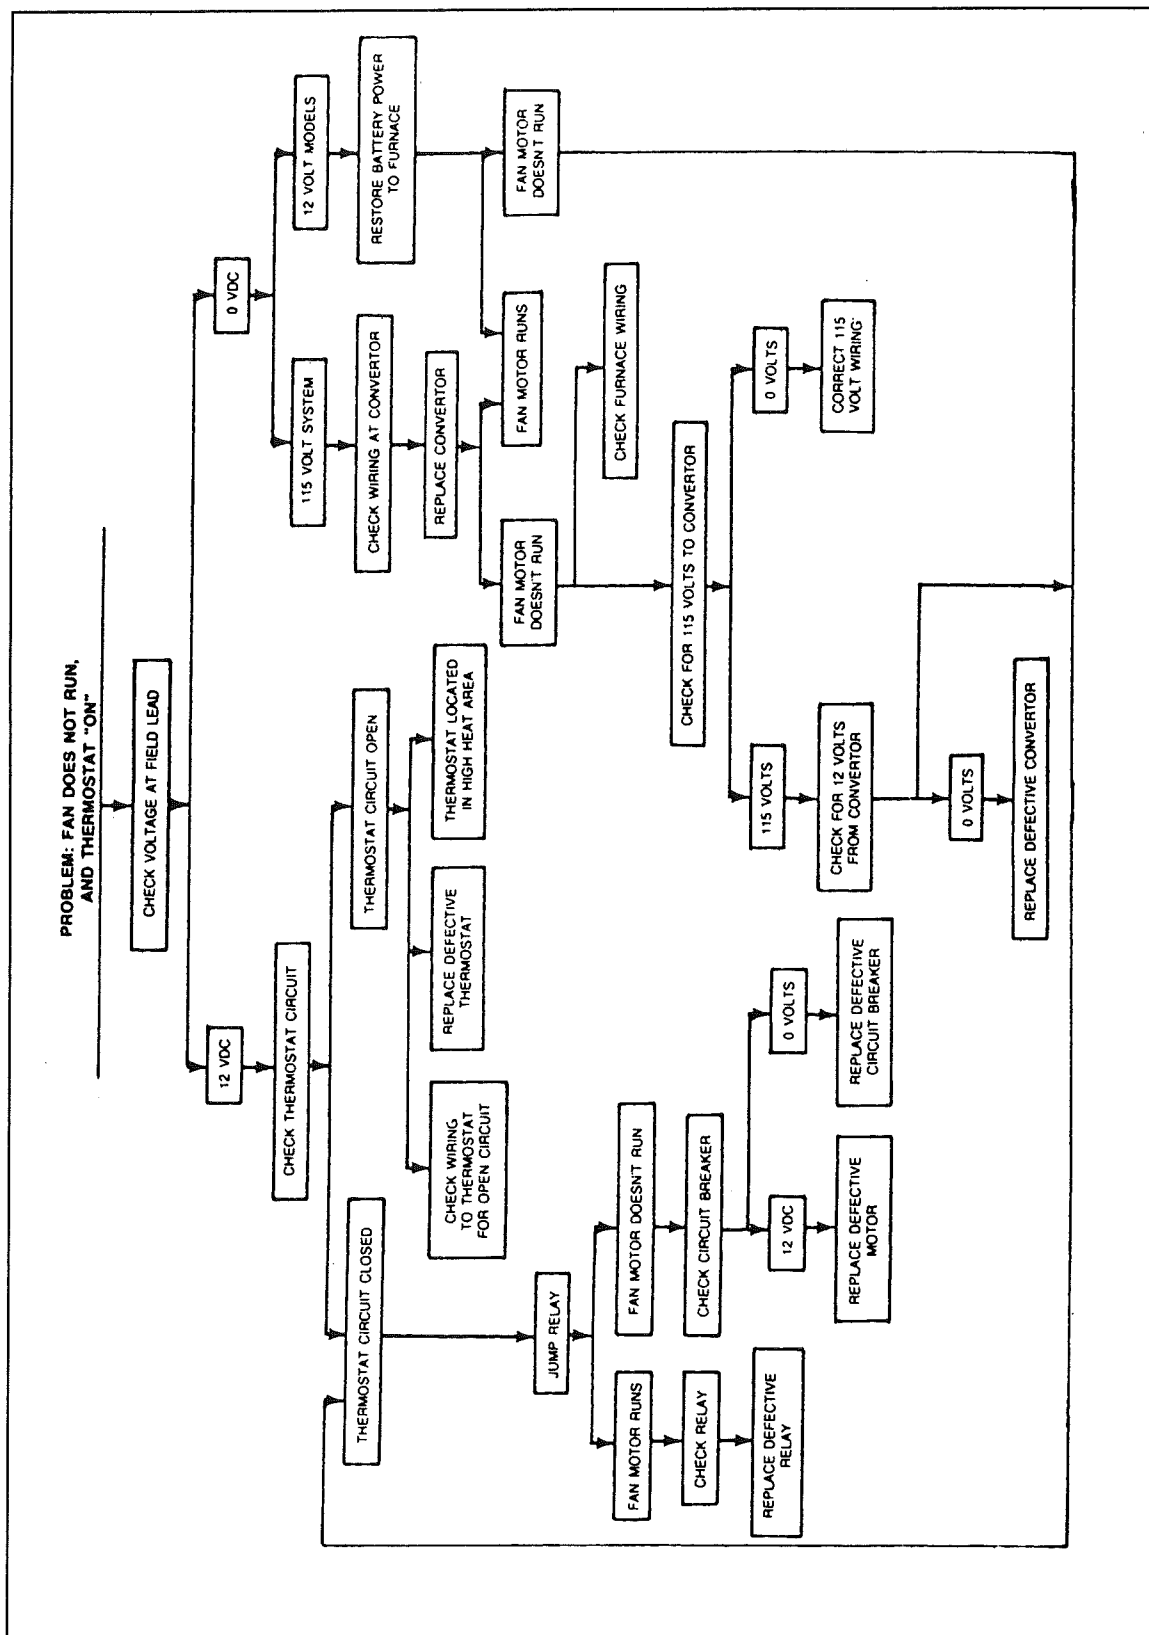 PROBLEM: FAN DOES NOT RUN,
AND THERMOSTAT "ON"
CHECK VOLTAGE AT FIELD LEAD
12 VDC
0 VDC
CHECK THERMOSTAT CIRCUIT
115 VOLT SYSTEM
12 VOLT MODELS
THERMOSTAT CIRCUIT CLOSED
THERMOSTAT CIRCUIT OPEN
CHECK WIRING AT CONVERTOR
RESTORE BATTERY POWER
TO FURNACE
CHECK WIRING
TO THERMOSTAT
FOR OPEN CIRCUIT
REPLACE DEFECTIVE
THERMOSTAT
THERMOSTAT LOCATED
IN HIGH HEAT AREA
REPLACE CONVERTOR
FAN MOTOR
DOESN'T RUN
FAN MOTOR RUNS
FAN MOTOR
DOESN'T RUN
JUMP RELAY
CHECK FURNACE WIRING
FAN MOTOR RUNS
FAN MOTOR DOESN'T RUN
CHECK FOR 115 VOLTS TO CONVERTOR
CHECK RELAY
CHECK CIRCUIT BREAKER
REPLACE DEFECTIVE
RELAY
12 VDC
0 VOLTS
115 VOLTS
0 VOLTS
REPLACE DEFECTIVE
MOTOR
REPLACE DEFECTIVE
CIRCUIT BREAKER
CHECK FOR 12 VOLTS
FROM CONVERTOR
CORRECT 115
VOLT WIRING
0 VOLTS
REPLACE DEFECTIVE CONVERTOR